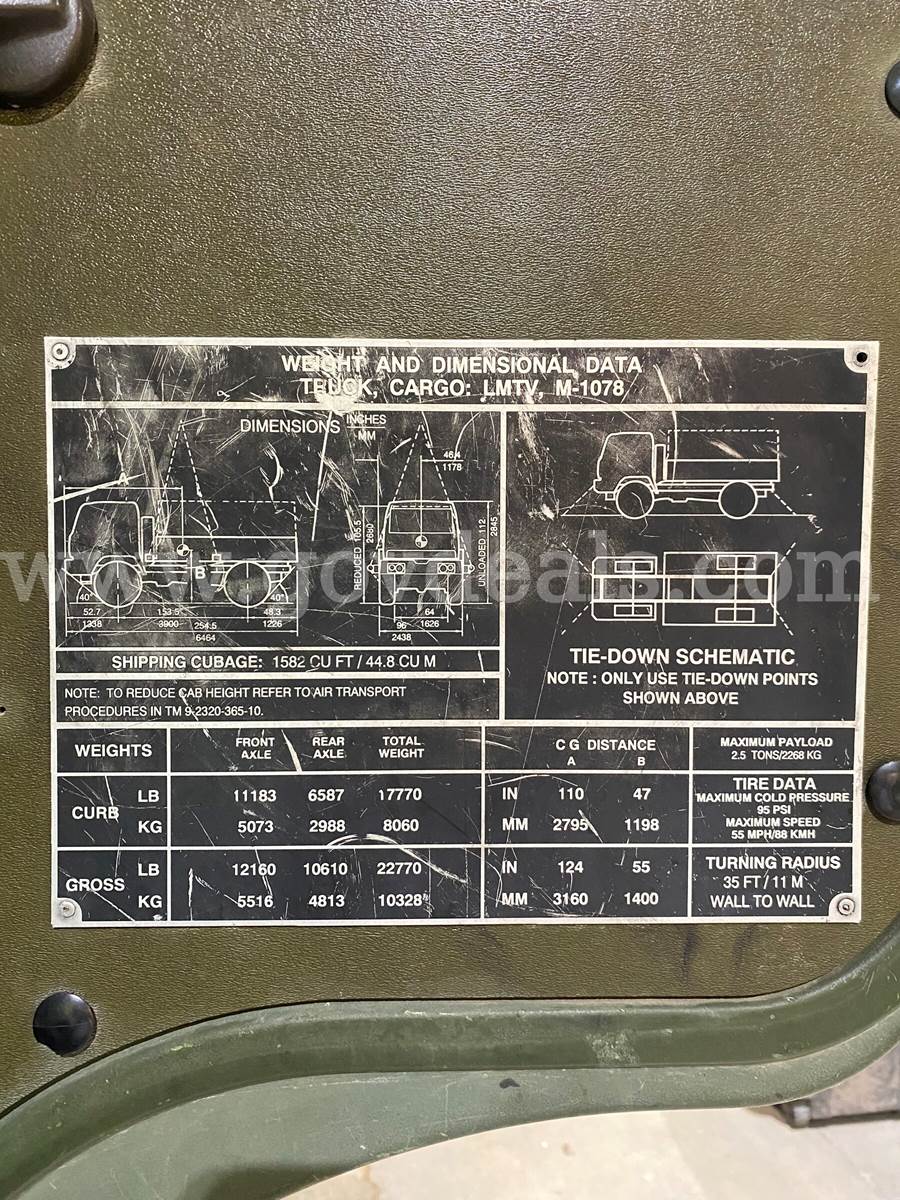 WEIGHT AND DIMENSIONAL DATA
TRUCK, CARGO: LMTV, M-1078
DIMENSIONS INCHES
MM
A
46.4
1178
REDUCED 105.5
2680
UNLOADED 112
2845
B
40°
40°
52.7
1338
153.5
3900
48.3
1226
254.5
6464
64
1626
96
2438
SHIPPING CUBAGE: 1582 CU FT / 44.8 CU M
NOTE: TO REDUCE CAB HEIGHT REFER TO AIR TRANSPORT
PROCEDURES IN TM 9-2320-365-10.
TIE-DOWN SCHEMATIC
NOTE : ONLY USE TIE-DOWN POINTS
SHOWN ABOVE
WEIGHTS
FRONT AXLE
REAR AXLE
TOTAL WEIGHT
C G DISTANCE
A B
MAXIMUM PAYLOAD
2.5 TONS/2268 KG
CURB
LB 11183 6587 17770 IN 110 47
KG 5073 2988 8060 MM 2795 1198
TIRE DATA
MAXIMUM COLD PRESSURE
95 PSI
MAXIMUM SPEED
55 MPH/88 KMH
GROSS
LB 12160 10610 22770 IN 124 55
KG 5516 4813 10328 MM 3160 1400
TURNING RADIUS
35 FT / 11 M
WALL TO WALL
www.govdeals.com